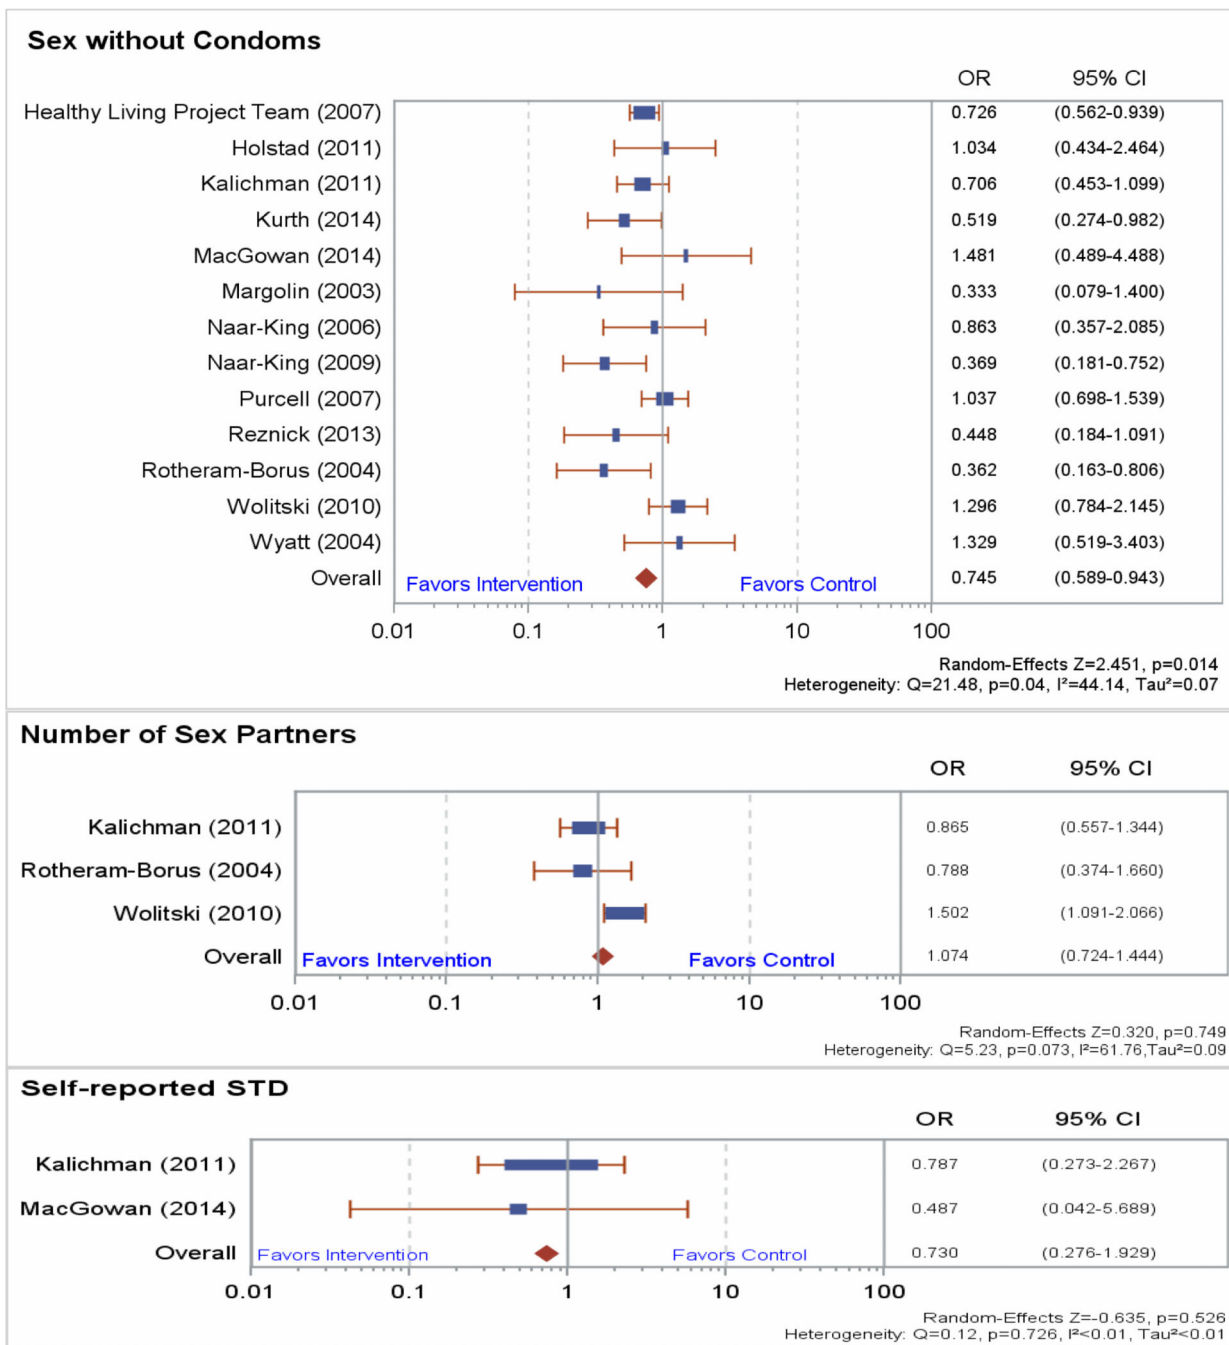 Sex without Condoms
OR 95% CI
Healthy Living Project Team (2007) 0.726 (0.562-0.939)
Holstad (2011) 1.034 (0.434-2.464)
Kalichman (2011) 0.706 (0.453-1.099)
Kurth (2014) 0.519 (0.274-0.982)
MacGowan (2014) 1.481 (0.489-4.488)
Margolin (2003) 0.333 (0.079-1.400)
Naar-King (2006) 0.863 (0.357-2.085)
Naar-King (2009) 0.369 (0.181-0.752)
Purcell (2007) 1.037 (0.698-1.539)
Reznick (2013) 0.448 (0.184-1.091)
Rotheram-Borus (2004) 0.362 (0.163-0.806)
Wolitski (2010) 1.296 (0.784-2.145)
Wyatt (2004) 1.329 (0.519-3.403)
Overall Favors Intervention Favors Control 0.745 (0.589-0.943)
0.01 0.1 1 10 100
Random-Effects Z=2.451, p=0.014
Heterogeneity: Q=21.48, p=0.04, I²=44.14, Tau²=0.07
Number of Sex Partners
OR 95% CI
Kalichman (2011) 0.865 (0.557-1.344)
Rotheram-Borus (2004) 0.788 (0.374-1.660)
Wolitski (2010) 1.502 (1.091-2.066)
Overall Favors Intervention Favors Control 1.074 (0.724-1.444)
0.01 0.1 1 10 100
Random-Effects Z=0.320, p=0.749
Heterogeneity: Q=5.23, p=0.073, I²=61.76,Tau²=0.09
Self-reported STD
OR 95% CI
Kalichman (2011) 0.787 (0.273-2.267)
MacGowan (2014) 0.487 (0.042-5.689)
Overall Favors Intervention Favors Control 0.730 (0.276-1.929)
0.01 0.1 1 10 100
Random-Effects Z=-0.635, p=0.526
Heterogeneity: Q=0.12, p=0.726, I²<0.01, Tau²<0.01